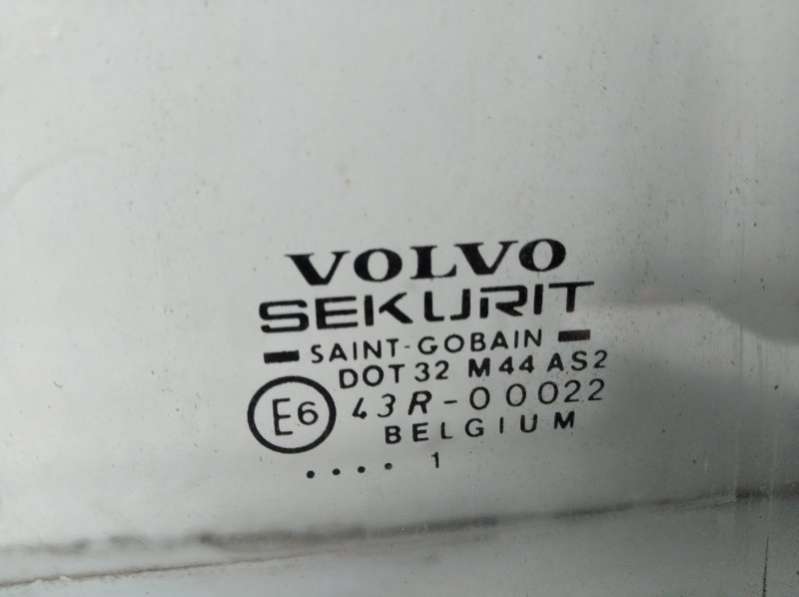 VOLVO
SEKURIT
SAINT-GOBAIN
DOT 32 M44 AS2
E6 43R-00022
BELGIUM
.... 1